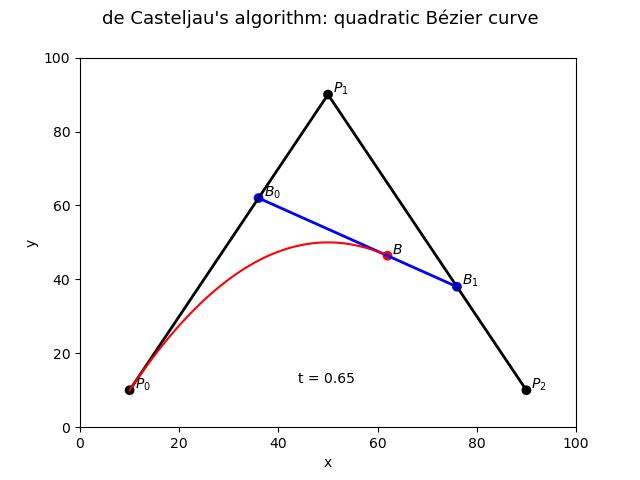 de Casteljau's algorithm: quadratic Bézier curve
100
80
60
40
20
0
y
P₁
B₀
B
B₁
P₀
P₂
t = 0.65
0 20 40 60 80 100
x